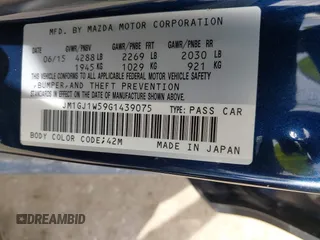 MFD. BY MAZDA MOTOR CORPORATION
GVWR/PNBV GAWR/PNBE FRT GAWR/PNBE RR
06/15 4288 LB 2269 LB 2030 LB
1945 KG 1029 KG 921 KG
THIS VEHICLE CONFORMS TO ALL APPLICABLE
FEDERAL MOTOR VEHICLE SAFETY,
BUMPER, AND THEFT PREVENTION
STANDARDS IN EFFECT ON THE DATE OF
MANUFACTURE SHOWN ABOVE.
JM1GJ1W59G1439075 TYPE: PASS CAR
BODY COLOR CODE; 42M
MADE IN JAPAN
DREAMBID